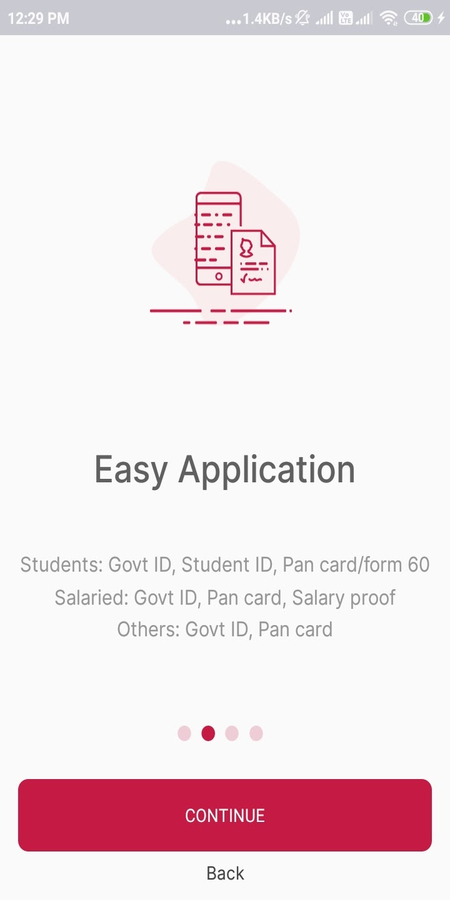 12:29 PM
...1.4KB/s
40
Easy Application
Students: Govt ID, Student ID, Pan card/form 60
Salaried: Govt ID, Pan card, Salary proof
Others: Govt ID, Pan card
CONTINUE
Back